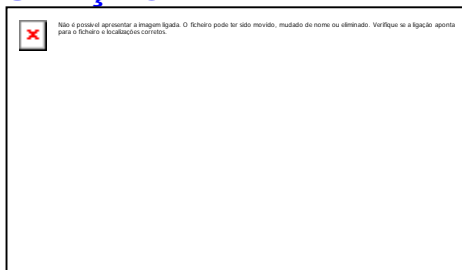 Não é possível apresentar a imagem ligada. O ficheiro pode ter sido movido, mudado de nome ou eliminado. Verifique se a ligação aponta
para o ficheiro e localizações corretos.